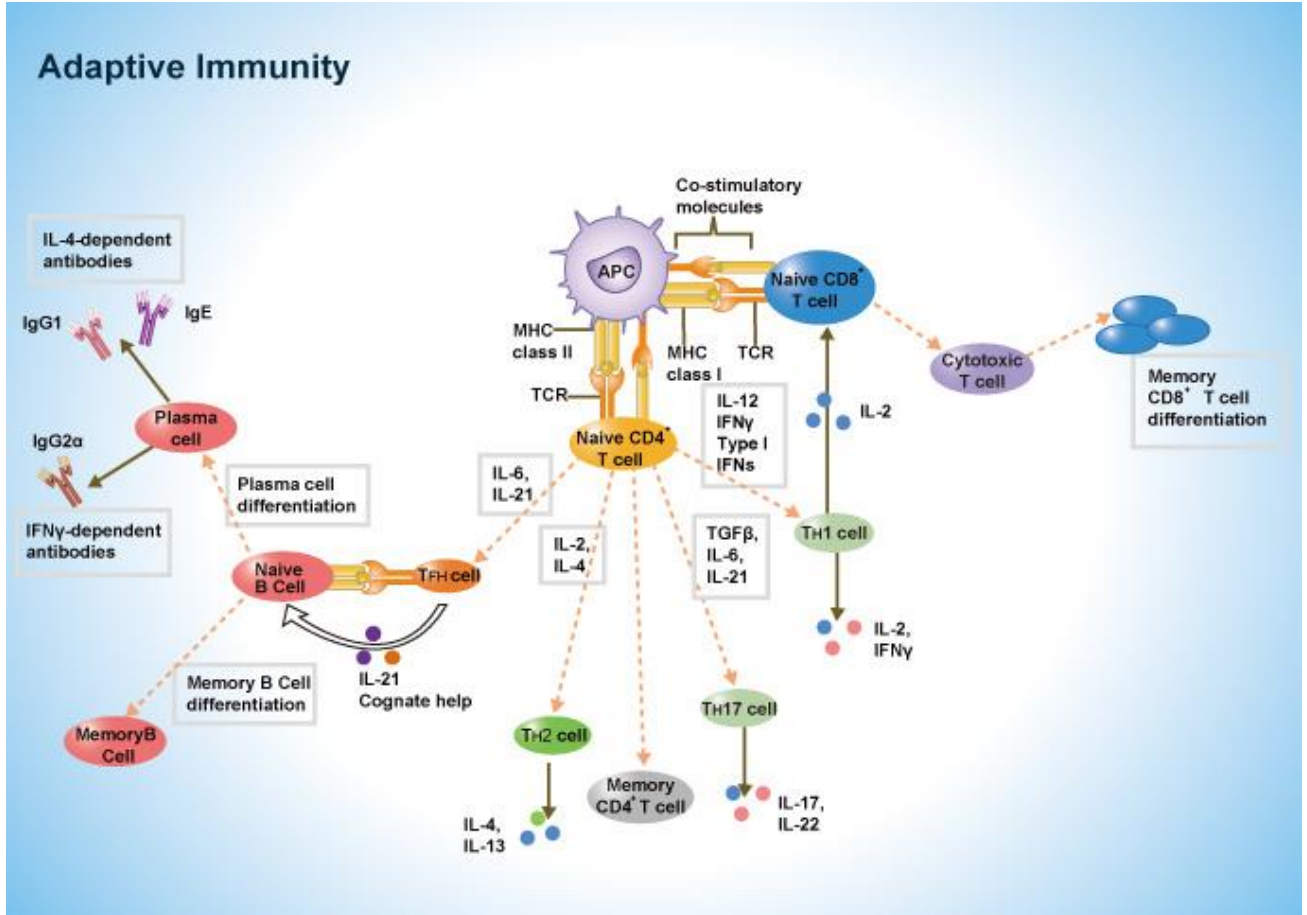 Adaptive Immunity
Co-stimulatory
molecules
IL-4-dependent
antibodies
APC
Naive CD8⁺
T cell
IgG1
IgE
MHC
class II
MHC
class I
TCR
Cytotoxic
T cell
Memory
CD8⁺ T cell
differentiation
TCR
IL-12
IFNγ
Type I
IFNs
IL-2
Plasma
cell
Naive CD4⁺
T cell
IgG2α
IL-6,
IL-21
Plasma cell
differentiation
IFNγ-dependent
antibodies
IL-2,
IL-4
TGFβ,
IL-6,
IL-21
TH1 cell
Naive
B Cell
TFH cell
IL-2,
IFNγ
IL-21
Cognate help
Memory B Cell
differentiation
MemoryB
Cell
TH2 cell
TH17 cell
Memory
CD4⁺ T cell
IL-4,
IL-13
IL-17,
IL-22